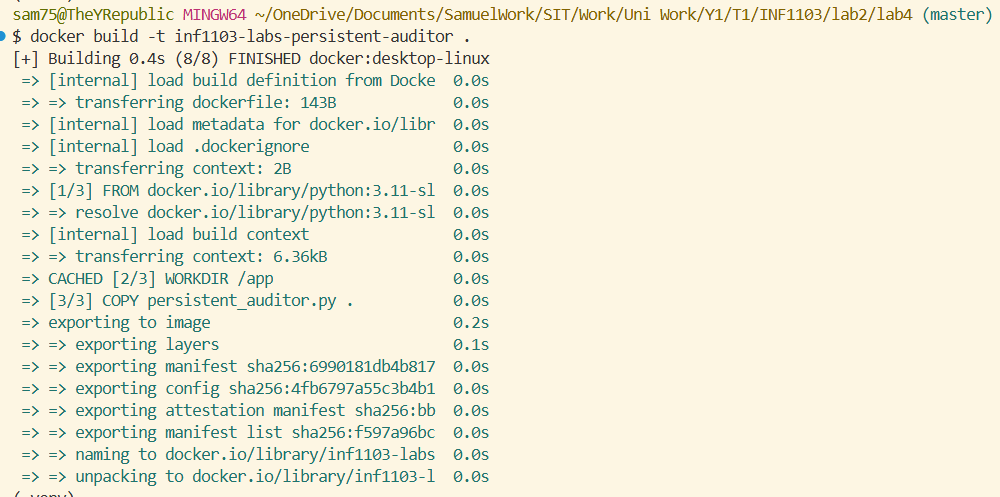 sam75@TheYRepublic MINGW64 ~/OneDrive/Documents/SamuelWork/SIT/Work/Uni Work/Y1/T1/INF1103/lab2/lab4 (master)
$ docker build -t inf1103-labs-persistent-auditor .
[+] Building 0.4s (8/8) FINISHED docker:desktop-linux
=> [internal] load build definition from Docke 0.0s
=> => transferring dockerfile: 143B 0.0s
=> [internal] load metadata for docker.io/libr 0.0s
=> [internal] load .dockerignore 0.0s
=> => transferring context: 2B 0.0s
=> [1/3] FROM docker.io/library/python:3.11-sl 0.0s
=> => resolve docker.io/library/python:3.11-sl 0.0s
=> [internal] load build context 0.0s
=> => transferring context: 6.36kB 0.0s
=> CACHED [2/3] WORKDIR /app 0.0s
=> [3/3] COPY persistent_auditor.py . 0.0s
=> exporting to image 0.2s
=> => exporting layers 0.1s
=> => exporting manifest sha256:6990181db4b817 0.0s
=> => exporting config sha256:4fb6797a55c3b4b1 0.0s
=> => exporting attestation manifest sha256:bb 0.0s
=> => exporting manifest list sha256:f597a96bc 0.0s
=> => naming to docker.io/library/inf1103-labs 0.0s
=> => unpacking to docker.io/library/inf1103-l 0.0s